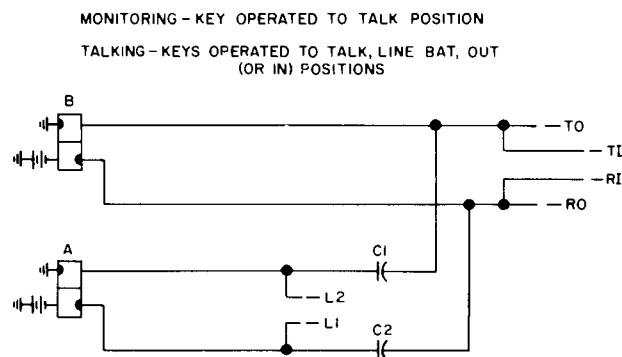 MONITORING - KEY OPERATED TO TALK POSITION
TALKING - KEYS OPERATED TO TALK, LINE BAT, OUT
(OR IN) POSITIONS
B
TO
TI
RI
RO
A
C1
L2
L1
C2